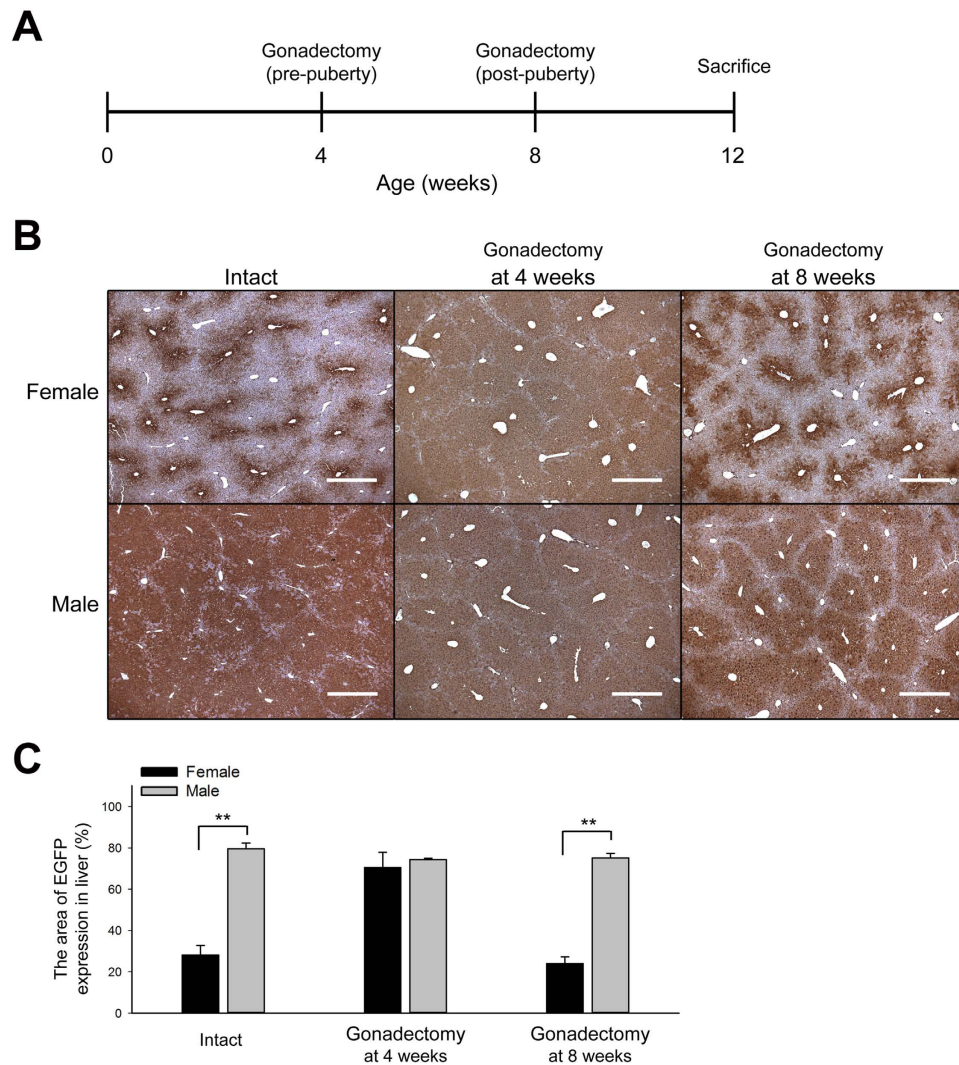 A
Gonadectomy
(pre-puberty)
Gonadectomy
(post-puberty)
Sacrifice
0
4
8
12
Age (weeks)
B
Intact
Gonadectomy
at 4 weeks
Gonadectomy
at 8 weeks
Female
Male
C
Female
Male
The area of EGFP
expression in liver (%)
100
80
60
40
20
0
**
**
Intact
Gonadectomy
at 4 weeks
Gonadectomy
at 8 weeks